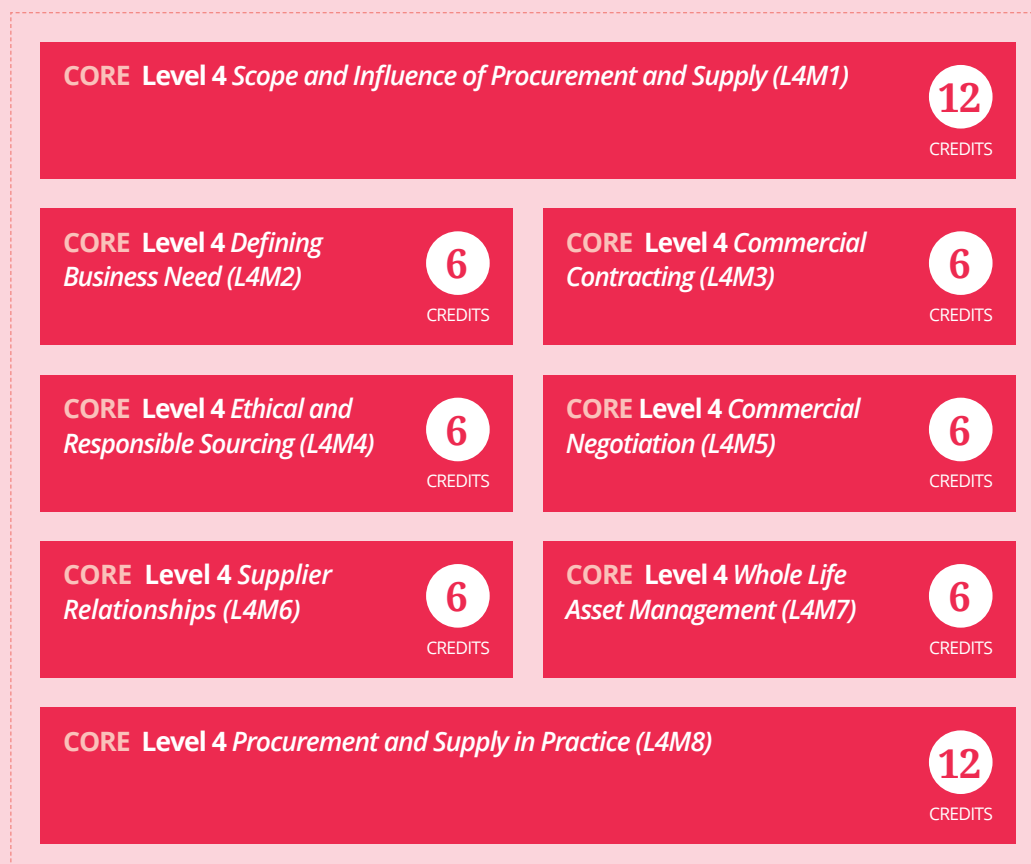 CORE Level 4 Scope and Influence of Procurement and Supply (L4M1)
12
CREDITS
CORE Level 4 Defining
Business Need (L4M2)
6
CREDITS
CORE Level 4 Commercial
Contracting (L4M3)
6
CREDITS
CORE Level 4 Ethical and
Responsible Sourcing (L4M4)
6
CREDITS
CORE Level 4 Commercial
Negotiation (L4M5)
6
CREDITS
CORE Level 4 Supplier
Relationships (L4M6)
6
CREDITS
CORE Level 4 Whole Life
Asset Management (L4M7)
6
CREDITS
CORE Level 4 Procurement and Supply in Practice (L4M8)
12
CREDITS